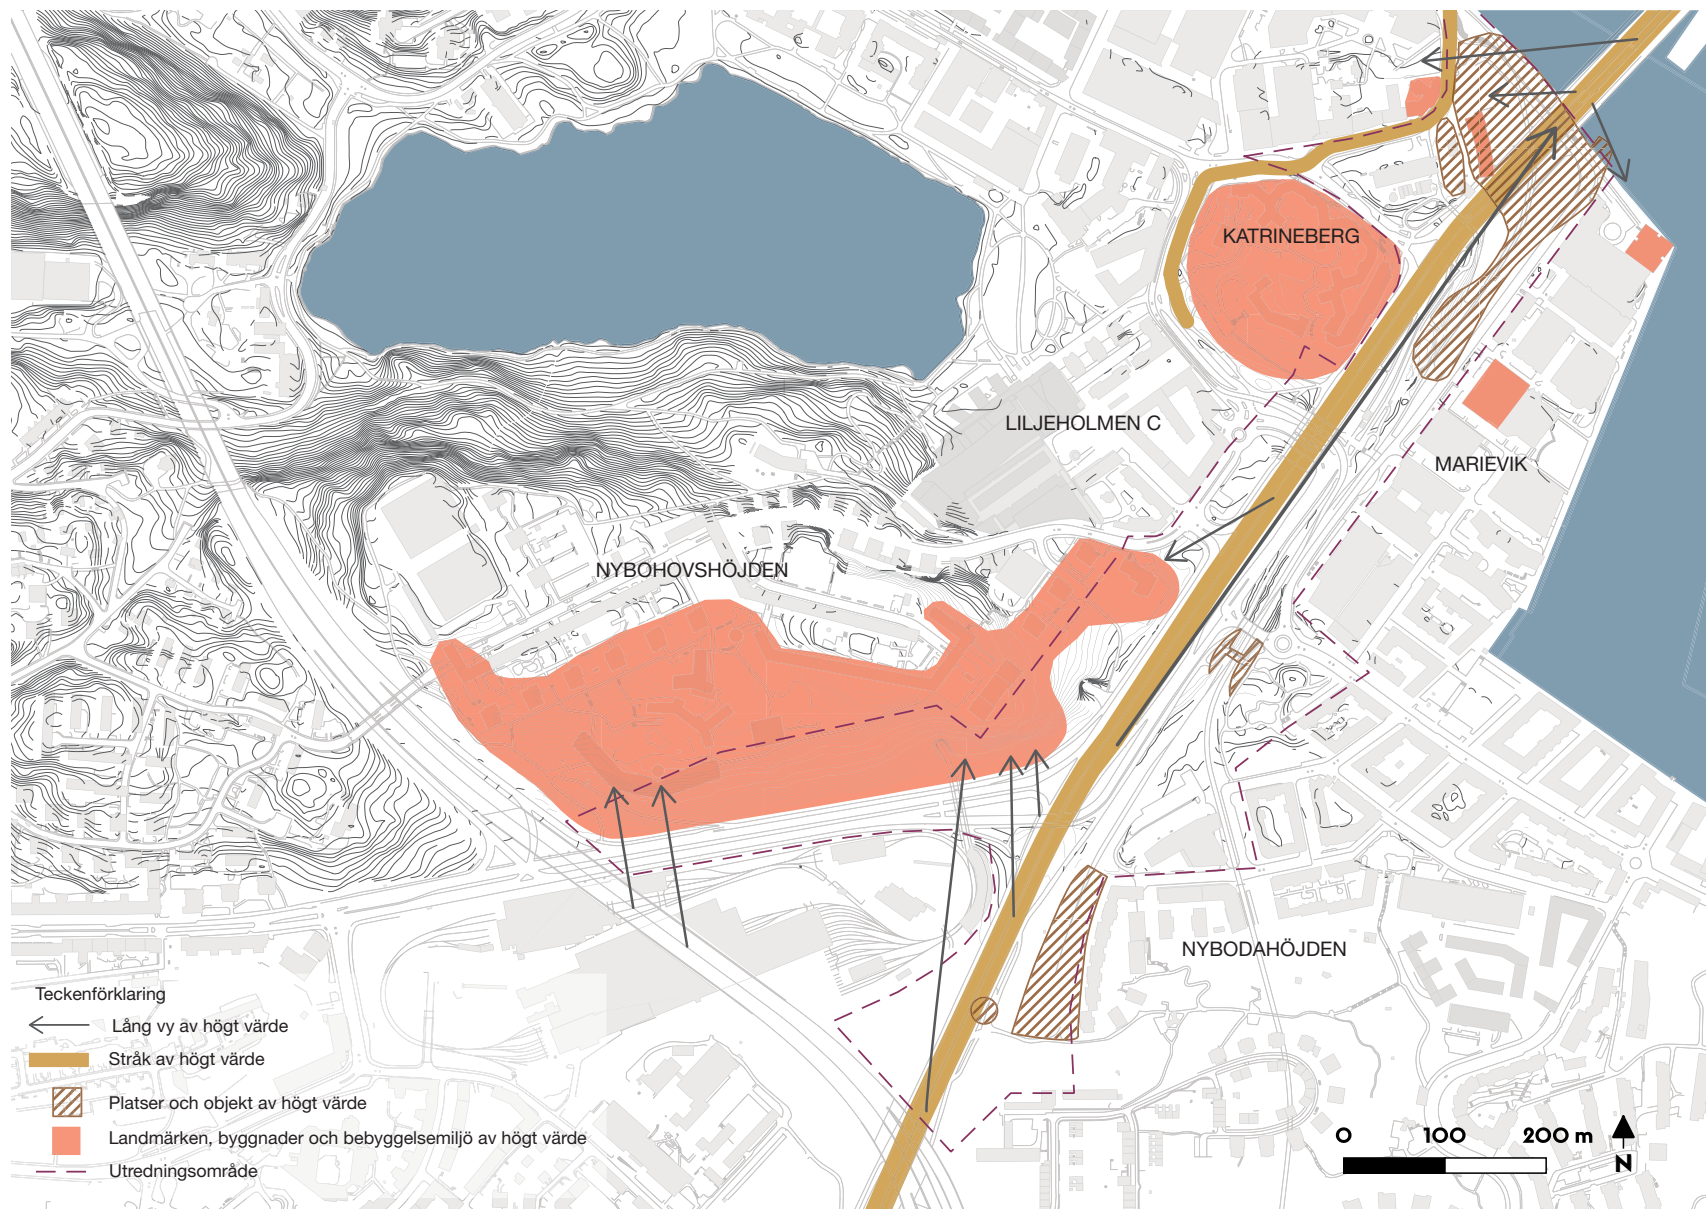 KATRINEBERG
LILJEHOLMEN C
MARIEVIK
NYBOHOVSHÖJDEN
NYBODAHÖJDEN
Teckenförklaring
Lång vy av högt värde
Stråk av högt värde
Platser och objekt av högt värde
Landmärken, byggnader och bebyggelsemiljö av högt värde
Utredningsområde
0 100 200 m
N